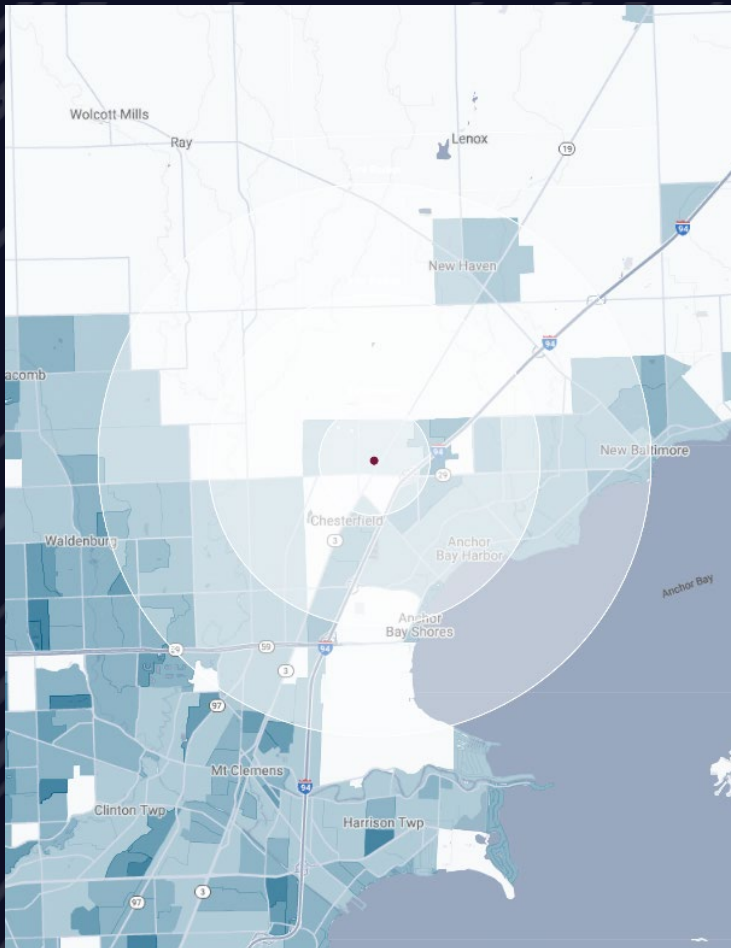 Wolcott Mills
Ray
Lenox
19
94
New Haven
94
acomb
94
New Baltimore
29
Chesterfield
3
Anchor
Bay Harbor
Waldenburg
Anchor Bay
Anchor
Bay Shores
59
59
94
3
97
Mt Clemens
94
Clinton Twp
Harrison Twp
3
97
94